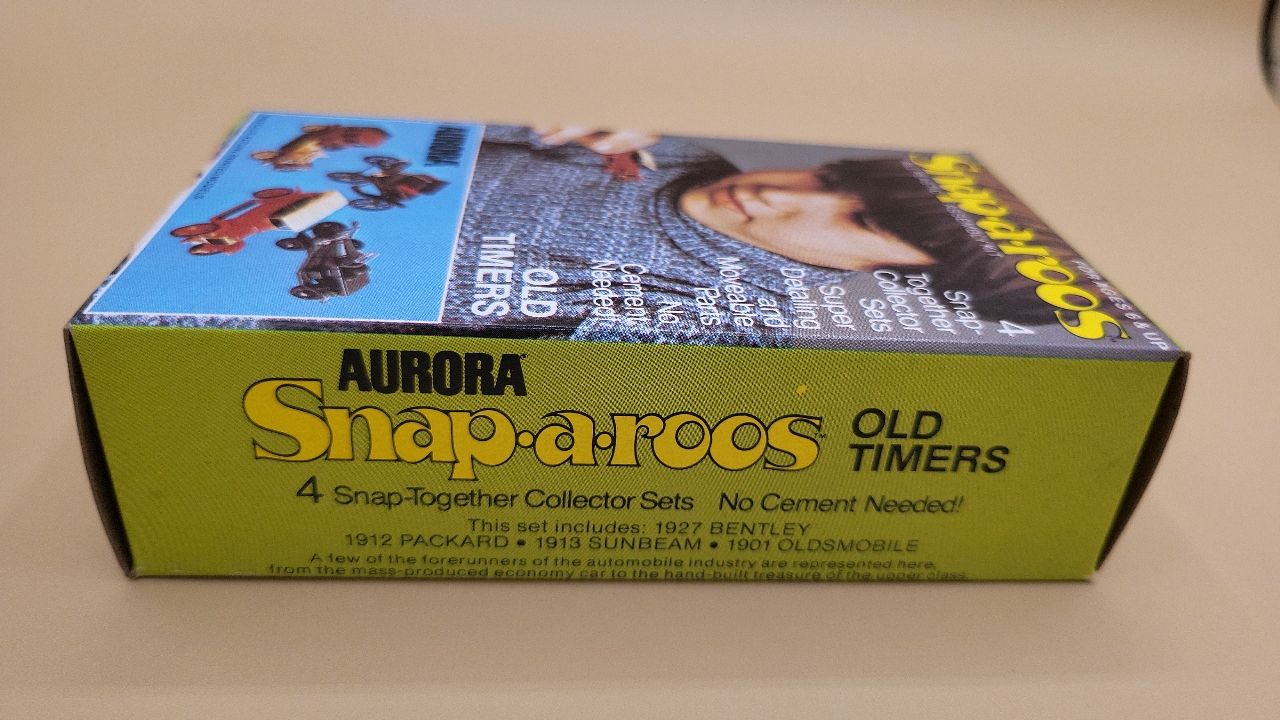 AURORA
Snap·a·roos™
OLD
TIMERS
4 Snap-Together Collector Sets No Cement Needed!
This set includes: 1927 BENTLEY
1912 PACKARD • 1913 SUNBEAM • 1901 OLDSMOBILE
A few of the forerunners of the automobile industry are represented here,
from the mass-produced economy car to the hand-built treasure of the upper class.
Snap·a·roos
FOR AGES 6 & UP
4
Snap-
Together
Collector
Sets
Super
Detailing
and
Moveable
Parts
No
Cement
Needed
OLD
TIMERS
AURORA